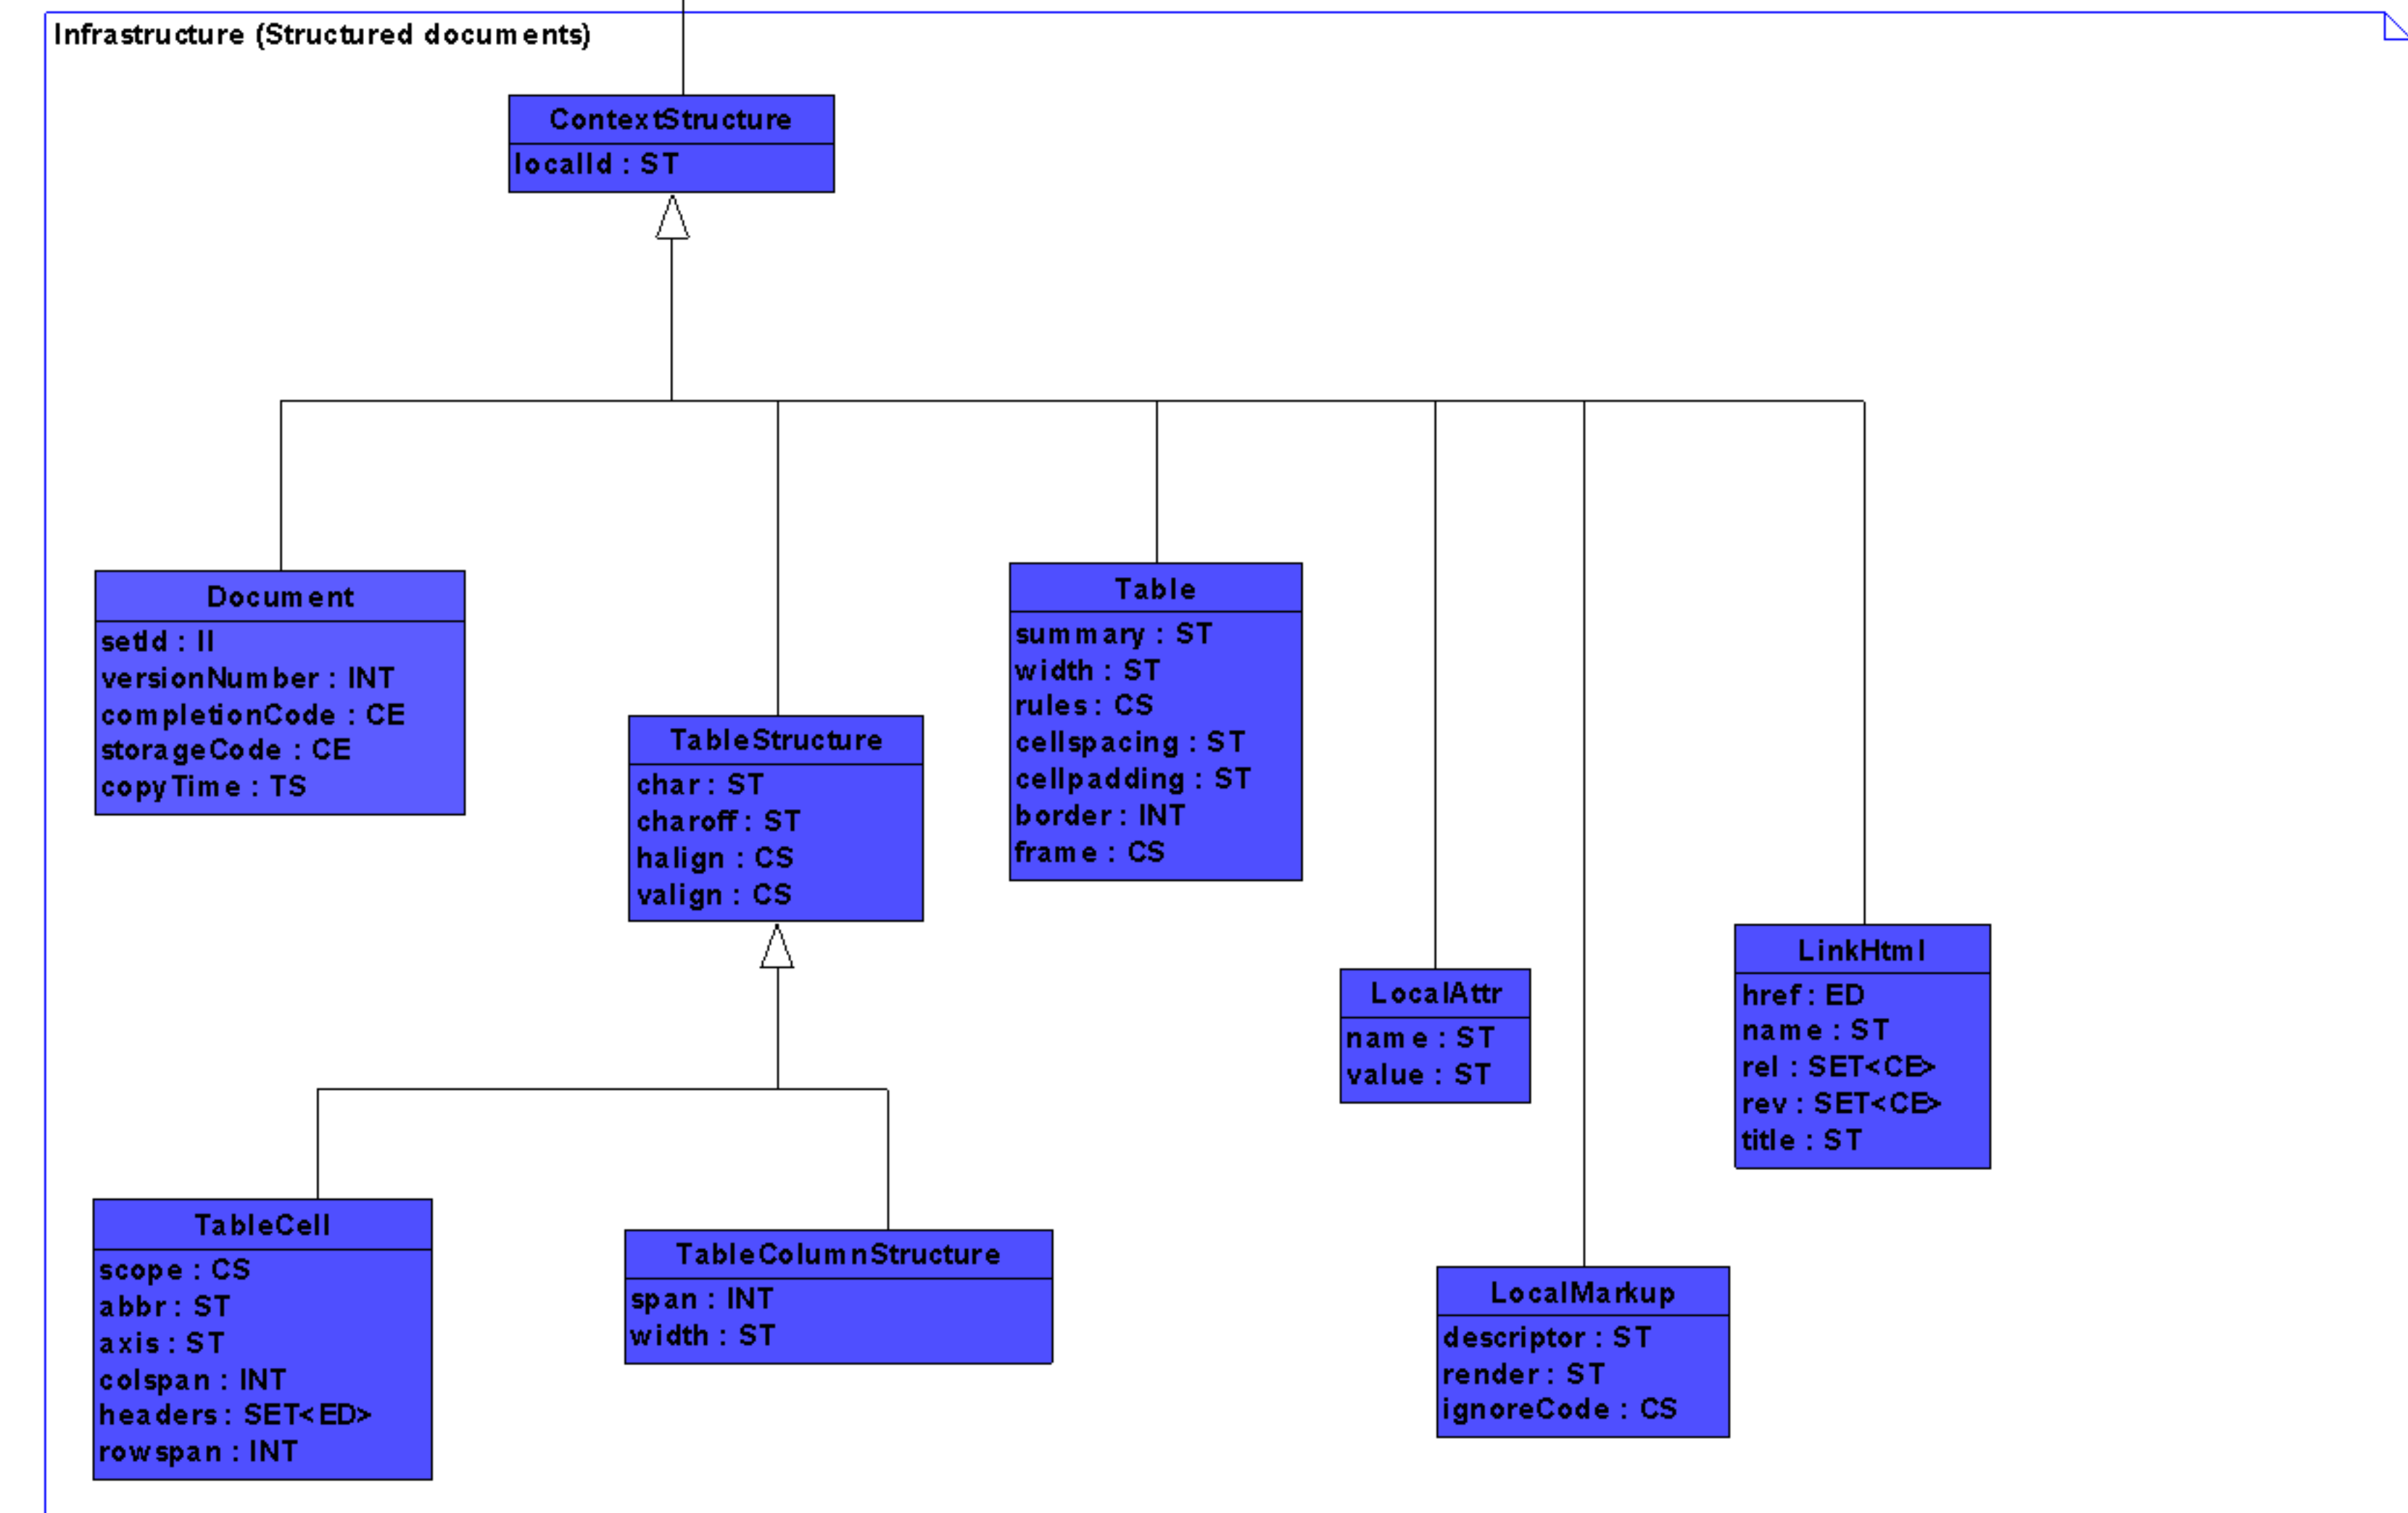 Infrastructure (Structured documents)
ContextStructure
localId : ST
Document
setId : II
versionNumber : INT
completionCode : CE
storageCode : CE
copyTime : TS
TableStructure
char : ST
charoff : ST
halign : CS
valign : CS
Table
summary : ST
width : ST
rules : CS
cellspacing : ST
cellpadding : ST
border : INT
frame : CS
LocalAttr
name : ST
value : ST
LinkHtml
href : ED
name : ST
rel : SET<CE>
rev : SET<CE>
title : ST
TableCell
scope : CS
abbr : ST
axis : ST
colspan : INT
headers : SET<ED>
rowspan : INT
TableColumnStructure
span : INT
width : ST
LocalMarkup
descriptor : ST
render : ST
ignoreCode : CS